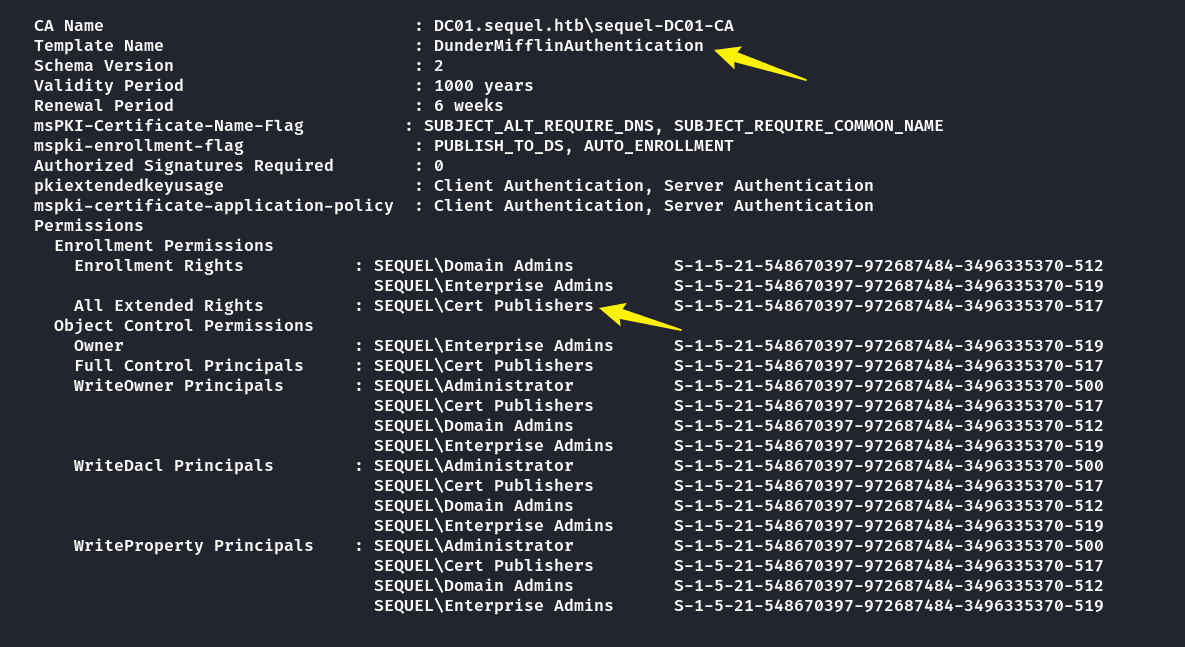 CA Name : DC01.sequel.htb\sequel-DC01-CA
Template Name : DunderMifflinAuthentication
Schema Version : 2
Validity Period : 1000 years
Renewal Period : 6 weeks
msPKI-Certificate-Name-Flag : SUBJECT_ALT_REQUIRE_DNS, SUBJECT_REQUIRE_COMMON_NAME
mspki-enrollment-flag : PUBLISH_TO_DS, AUTO_ENROLLMENT
Authorized Signatures Required : 0
pkiextendedkeyusage : Client Authentication, Server Authentication
mspki-certificate-application-policy : Client Authentication, Server Authentication
Permissions
Enrollment Permissions
Enrollment Rights : SEQUEL\Domain Admins S-1-5-21-548670397-972687484-3496335370-512
SEQUEL\Enterprise Admins S-1-5-21-548670397-972687484-3496335370-519
All Extended Rights : SEQUEL\Cert Publishers S-1-5-21-548670397-972687484-3496335370-517
Object Control Permissions
Owner : SEQUEL\Enterprise Admins S-1-5-21-548670397-972687484-3496335370-519
Full Control Principals : SEQUEL\Cert Publishers S-1-5-21-548670397-972687484-3496335370-517
WriteOwner Principals : SEQUEL\Administrator S-1-5-21-548670397-972687484-3496335370-500
SEQUEL\Cert Publishers S-1-5-21-548670397-972687484-3496335370-517
SEQUEL\Domain Admins S-1-5-21-548670397-972687484-3496335370-512
SEQUEL\Enterprise Admins S-1-5-21-548670397-972687484-3496335370-519
WriteDacl Principals : SEQUEL\Administrator S-1-5-21-548670397-972687484-3496335370-500
SEQUEL\Cert Publishers S-1-5-21-548670397-972687484-3496335370-517
SEQUEL\Domain Admins S-1-5-21-548670397-972687484-3496335370-512
SEQUEL\Enterprise Admins S-1-5-21-548670397-972687484-3496335370-519
WriteProperty Principals : SEQUEL\Administrator S-1-5-21-548670397-972687484-3496335370-500
SEQUEL\Cert Publishers S-1-5-21-548670397-972687484-3496335370-517
SEQUEL\Domain Admins S-1-5-21-548670397-972687484-3496335370-512
SEQUEL\Enterprise Admins S-1-5-21-548670397-972687484-3496335370-519